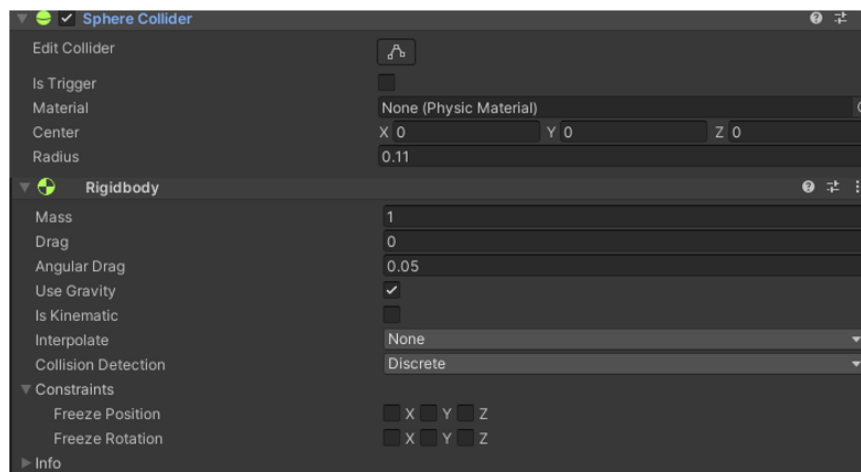 Sphere Collider
Edit Collider
Is Trigger
Material None (Physic Material)
Center X 0 Y 0 Z 0
Radius 0.11
Rigidbody
Mass 1
Drag 0
Angular Drag 0.05
Use Gravity
Is Kinematic
Interpolate None
Collision Detection Discrete
Constraints
Freeze Position X Y Z
Freeze Rotation X Y Z
Info